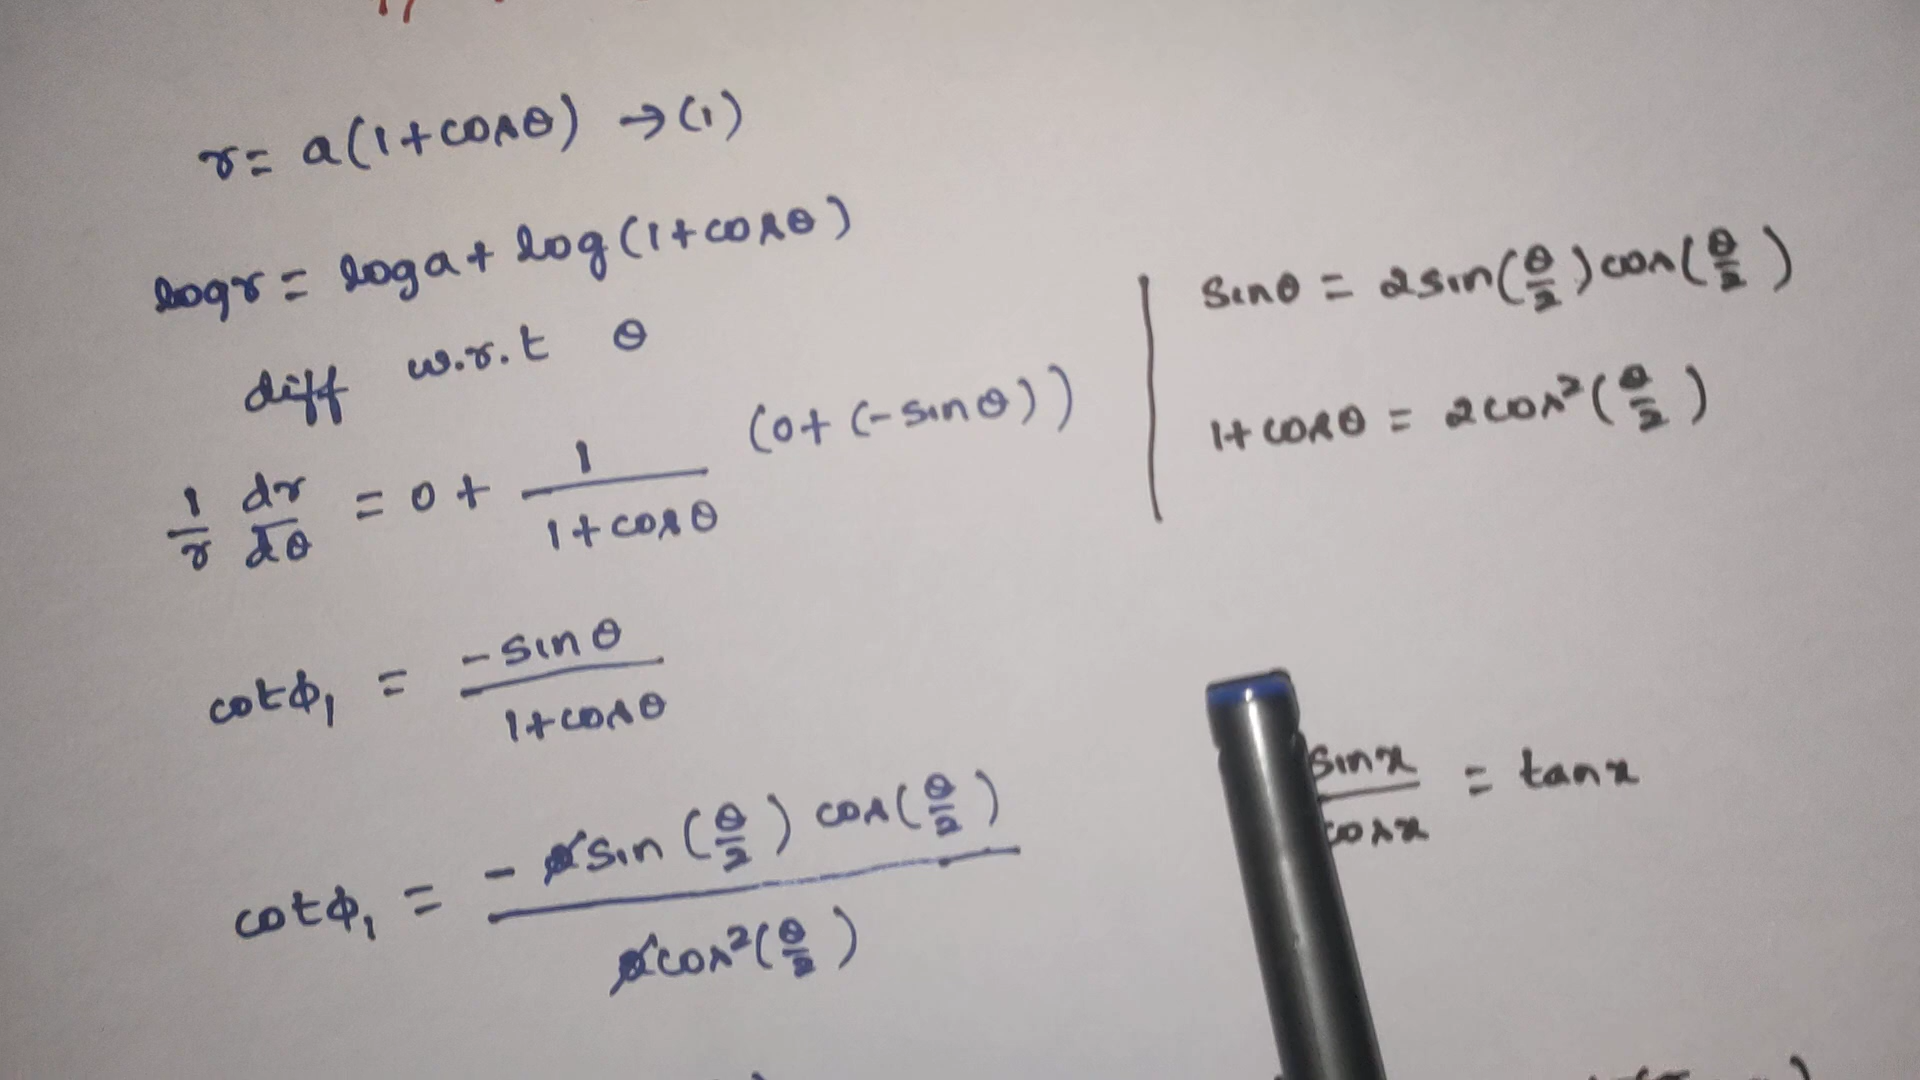 r = a(1+cosθ) → (1)
log r = log a + log(1+cosθ)
diff w.r.t θ
1/r dr/dθ = 0 + 1/(1+cosθ) (0+(-sinθ))
cotφ₁ = -sinθ/(1+cosθ)
cotφ₁ = -2sin(θ/2)cos(θ/2)/2cos²(θ/2)
sinθ = 2sin(θ/2)cos(θ/2)
1+cosθ = 2cos²(θ/2)
sinx/cosx = tanx